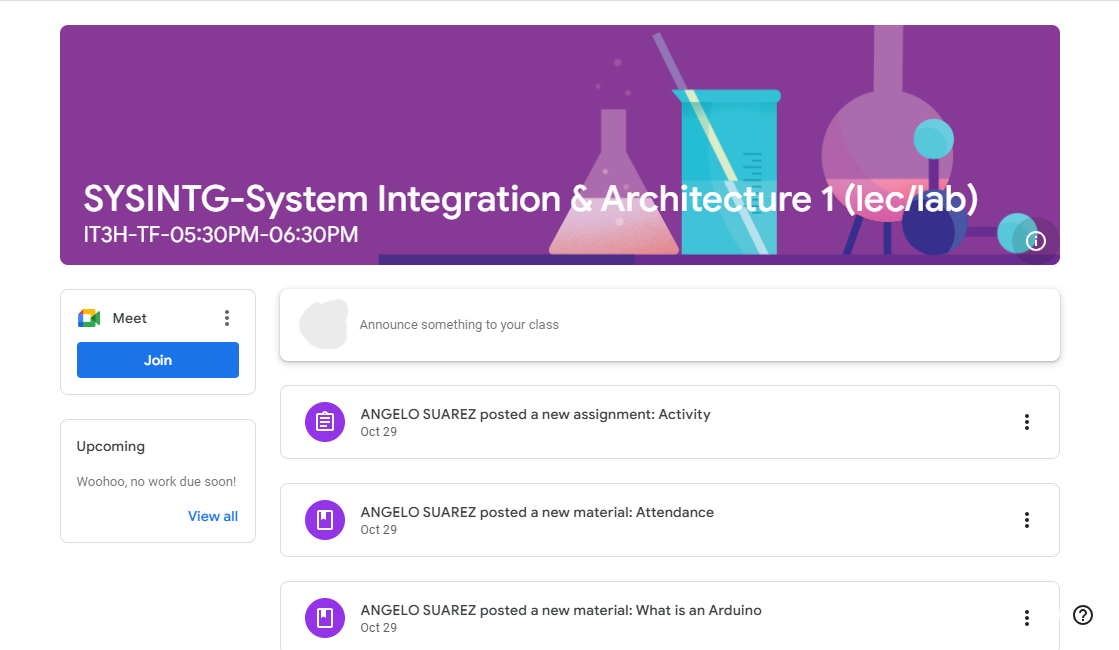 SYSINTG-System Integration & Architecture 1 (lec/lab)
IT3H-TF-05:30PM-06:30PM
Meet
Join
Upcoming
Woohoo, no work due soon!
View all
Announce something to your class
ANGELO SUAREZ posted a new assignment: Activity
Oct 29
ANGELO SUAREZ posted a new material: Attendance
Oct 29
ANGELO SUAREZ posted a new material: What is an Arduino
Oct 29